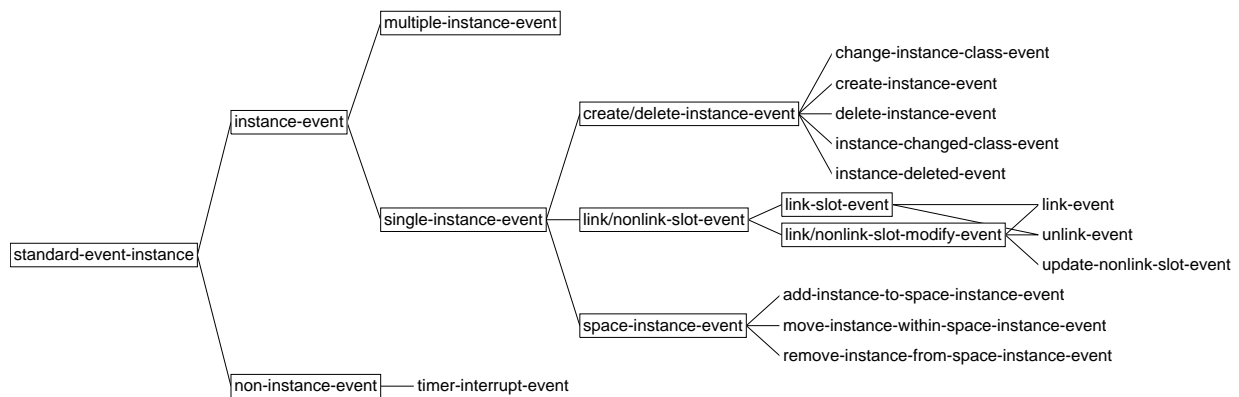 multiple-instance-event
change-instance-class-event
create-instance-event
instance-event
create/delete-instance-event
delete-instance-event
instance-changed-class-event
instance-deleted-event
link-slot-event
link-event
single-instance-event
link/nonlink-slot-event
link/nonlink-slot-modify-event
unlink-event
standard-event-instance
update-nonlink-slot-event
add-instance-to-space-instance-event
space-instance-event
move-instance-within-space-instance-event
remove-instance-from-space-instance-event
non-instance-event
timer-interrupt-event